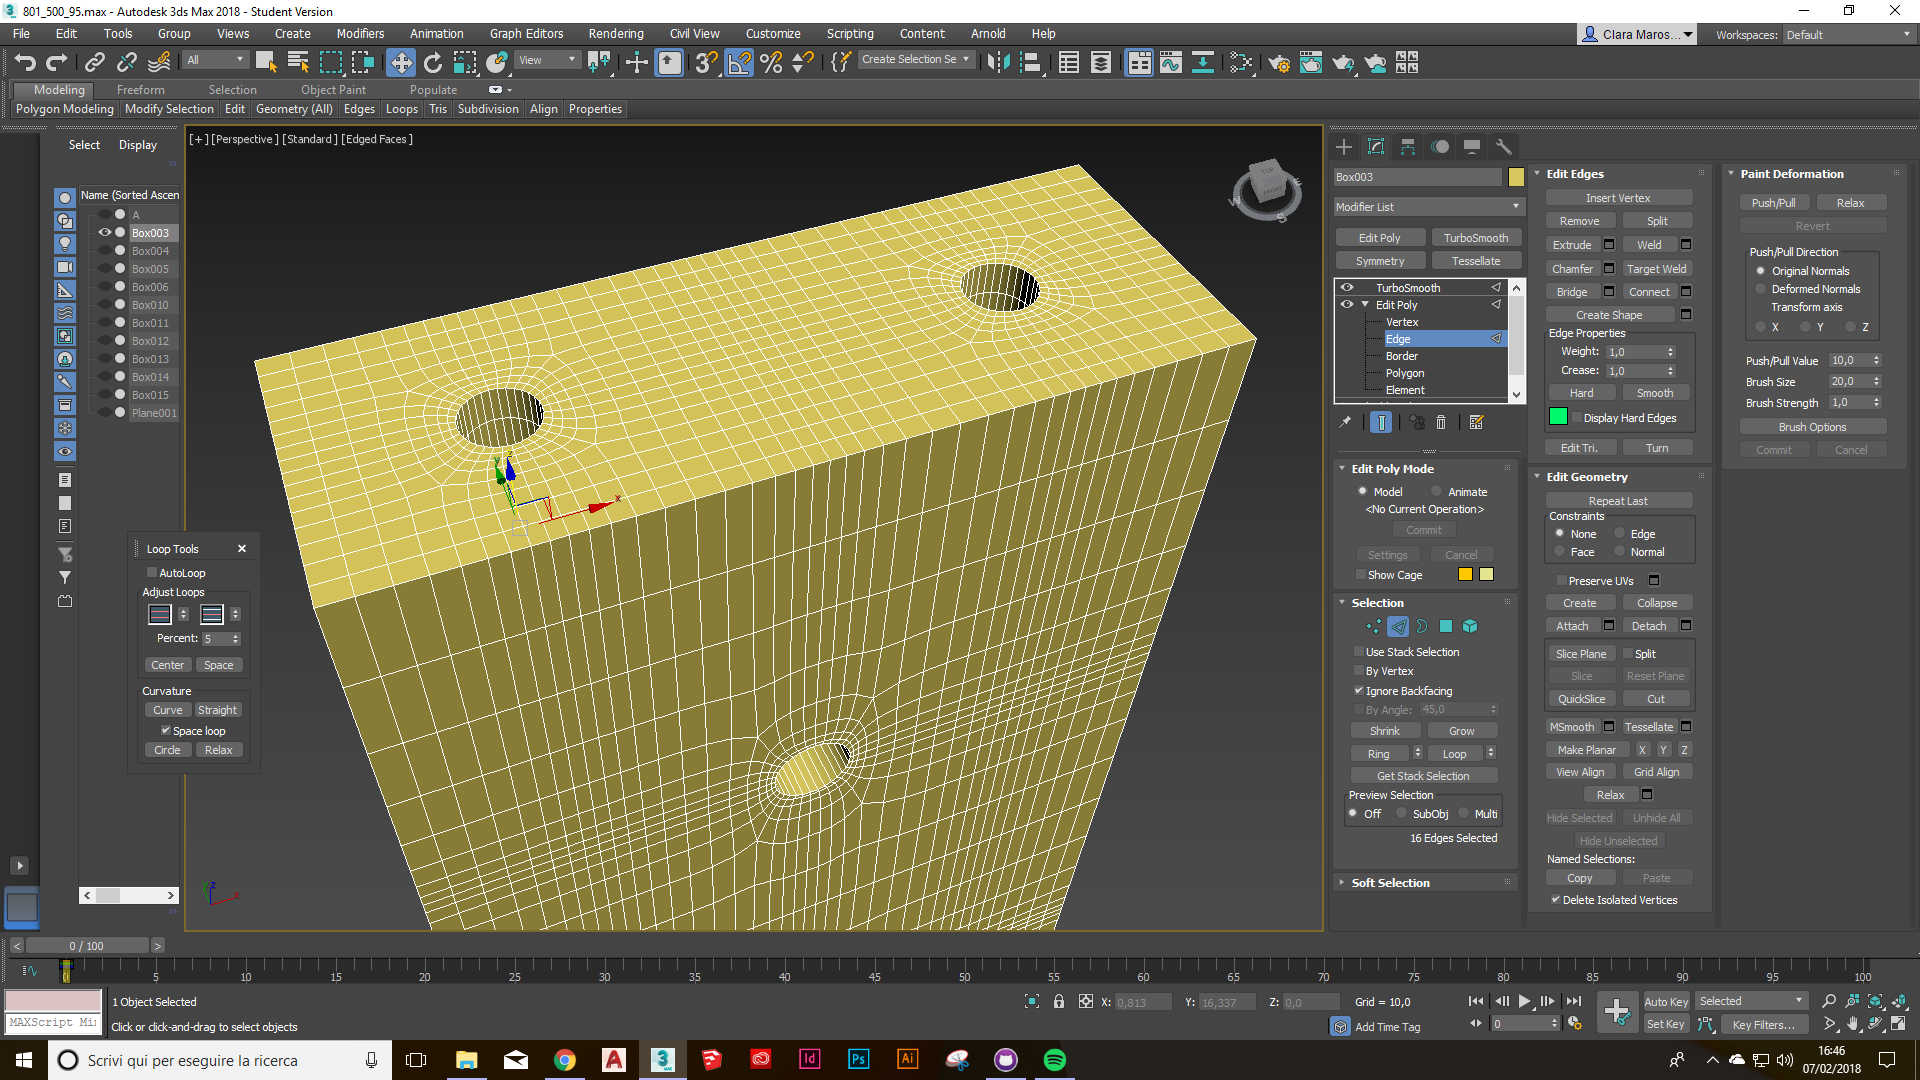 801_500_95.max - Autodesk 3ds Max 2018 - Student Version
File Edit Tools Group Views Create Modifiers Animation Graph Editors Rendering Civil View Customize Scripting Content Arnold Help
Clara Maros... Workspaces: Default
All View Create Selection Se
Modeling Freeform Selection Object Paint Populate
Polygon Modeling Modify Selection Edit Geometry (All) Edges Loops Tris Subdivision Align Properties
Select Display
Name (Sorted Ascen
A
Box003
Box004
Box005
Box006
Box010
Box011
Box012
Box013
Box014
Box015
Plane001
[+] [Perspective] [Standard] [Edged Faces]
TOP
FRONT
W
S
E
x
y
z
Loop Tools
AutoLoop
Adjust Loops
Percent: 5
Center Space
Curvature
Curve Straight
Space loop
Circle Relax
Box003
Modifier List
Edit Poly TurboSmooth
Symmetry Tessellate
TurboSmooth
Edit Poly
Vertex
Edge
Border
Polygon
Element
Edit Poly Mode
Model Animate
<No Current Operation>
Commit
Settings Cancel
Show Cage
Selection
Use Stack Selection
By Vertex
Ignore Backfacing
By Angle: 45,0
Shrink Grow
Ring Loop
Get Stack Selection
Preview Selection
Off SubObj Multi
16 Edges Selected
Soft Selection
Edit Edges
Insert Vertex
Remove Split
Extrude Weld
Chamfer Target Weld
Bridge Connect
Create Shape
Edge Properties
Weight: 1,0
Crease: 1,0
Hard Smooth
Display Hard Edges
Edit Tri. Turn
Edit Geometry
Repeat Last
Constraints
None Edge
Face Normal
Preserve UVs
Create Collapse
Attach Detach
Slice Plane Split
Slice Reset Plane
QuickSlice Cut
MSmooth Tessellate
Make Planar X Y Z
View Align Grid Align
Relax
Hide Selected Unhide All
Hide Unselected
Named Selections:
Copy Paste
Delete Isolated Vertices
Paint Deformation
Push/Pull Relax
Revert
Push/Pull Direction
Original Normals
Deformed Normals
Transform axis
X Y Z
Push/Pull Value 10,0
Brush Size 20,0
Brush Strength 1,0
Brush Options
Commit Cancel
0 / 100
0 5 10 15 20 25 30 35 40 45 50 55 60 65 70 75 80 85 90 95 100
1 Object Selected
X: 0,813 Y: 16,337 Z: 0,0 Grid = 10,0
Auto Key Selected
MAXScript Mi
Click or click-and-drag to select objects
Add Time Tag
0
Set Key Key Filters...
Scrivi qui per eseguire la ricerca
16:46
07/02/2018